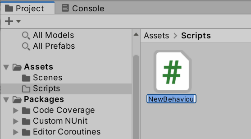 Project
Console
All Models
All Prefabs
Assets
Scenes
Scripts
Packages
Code Coverage
Custom NUnit
Editor Coroutines
Assets > Scripts
#
NewBehaviou